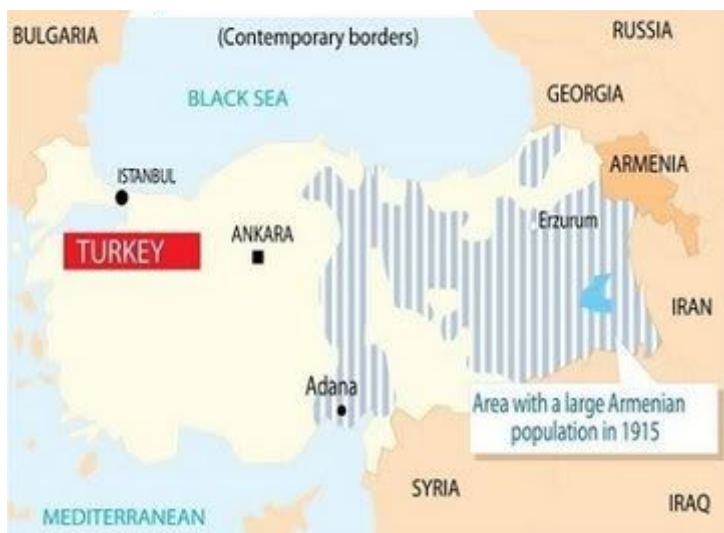 BULGARIA
(Contemporary borders)
RUSSIA
BLACK SEA
GEORGIA
ISTANBUL
ARMENIA
Erzurum
TURKEY
ANKARA
IRAN
Adana
Area with a large Armenian
population in 1915
SYRIA
IRAQ
MEDITERRANEAN